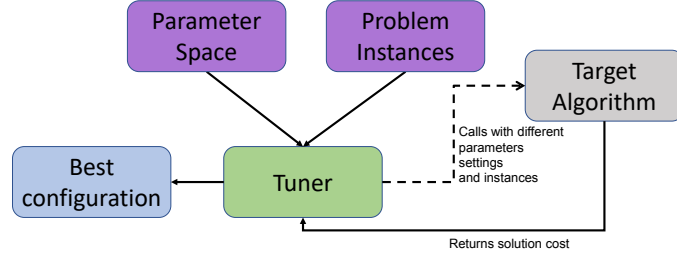 Parameter
Space
Problem
Instances
Target
Algorithm
Calls with different
parameters
settings
and instances
Best
configuration
Tuner
Returns solution cost